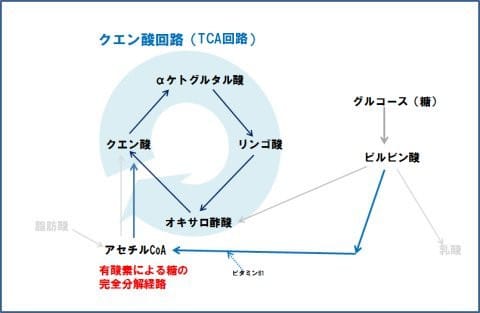 クエン酸回路（TCA回路）
αケトグルタル酸
グルコース（糖）
クエン酸
リンゴ酸
ピルビン酸
オキサロ酢酸
脂肪酸
アセチルCoA
乳酸
ビタミンB1
有酸素による糖の
完全分解経路